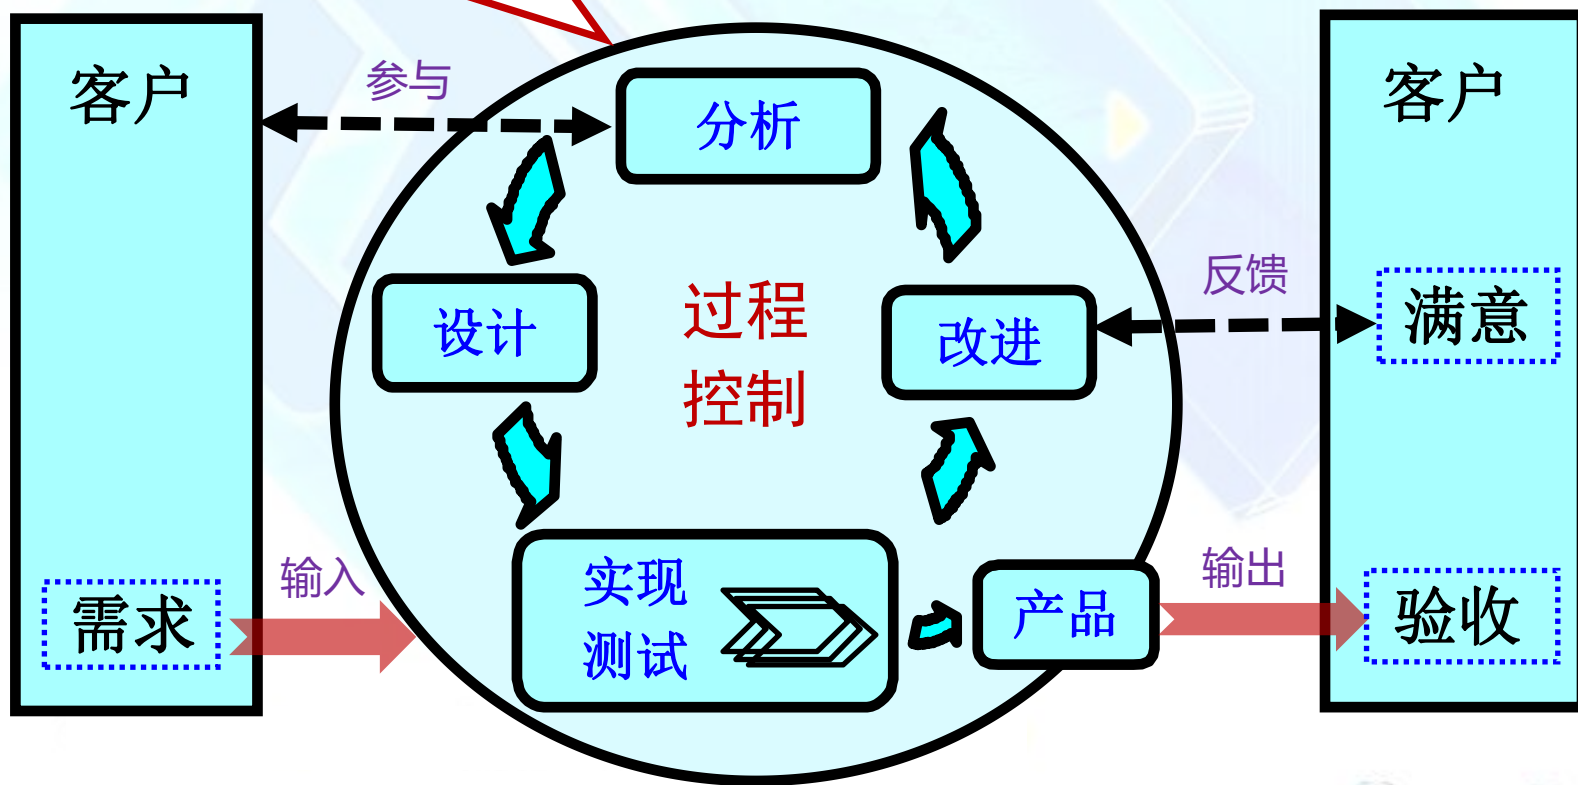 客户
参与
分析
客户
设计
过程
控制
改进
反馈
满意
需求
输入
实现
测试
产品
输出
验收